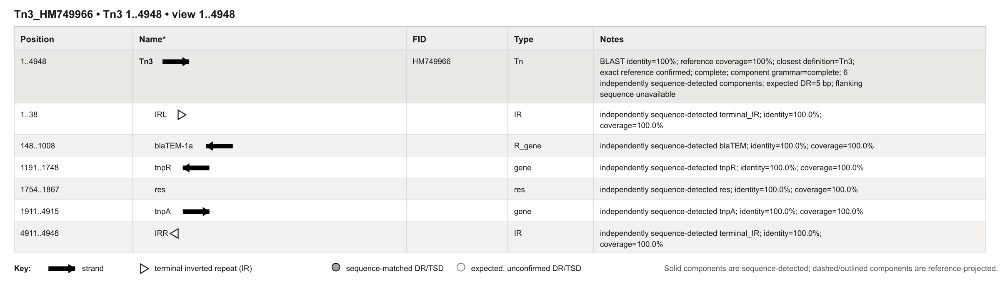 Tn3_HM749966 • Tn3 1..4948 • view 1..4948
Position Name* FID Type Notes
1..4948 Tn3 HM749966 Tn BLAST identity=100%; reference coverage=100%; closest definition=Tn3;
exact reference confirmed; complete; component grammar=complete; 6
independently sequence-detected components; expected DR=5 bp; flanking
sequence unavailable
1..38 IRL IR independently sequence-detected terminal_IR; identity=100.0%;
coverage=100.0%
148..1008 blaTEM-1a R_gene independently sequence-detected blaTEM; identity=100.0%; coverage=100.0%
1191..1748 tnpR gene independently sequence-detected tnpR; identity=100.0%; coverage=100.0%
1754..1867 res res independently sequence-detected res; identity=100.0%; coverage=100.0%
1911..4915 tnpA gene independently sequence-detected tnpA; identity=100.0%; coverage=100.0%
4911..4948 IRR IR independently sequence-detected terminal_IR; identity=100.0%;
coverage=100.0%
Key: strand terminal inverted repeat (IR) sequence-matched DR/TSD expected, unconfirmed DR/TSD Solid components are sequence-detected; dashed/outlined components are reference-projected.